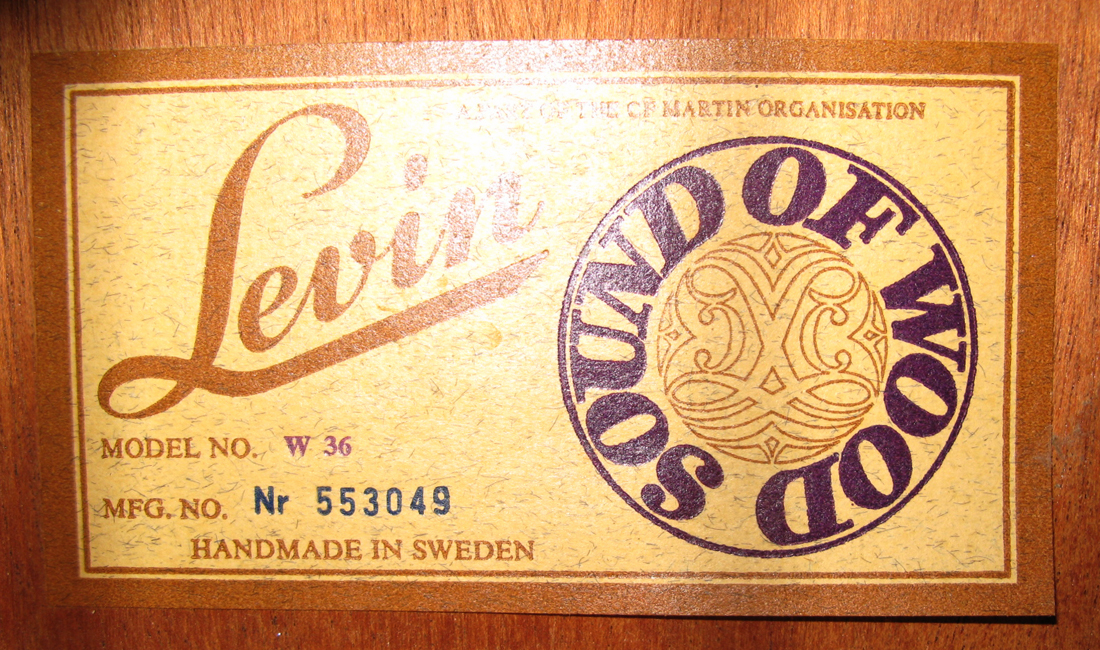 A PART OF THE CF MARTIN ORGANISATION
Levin
SOUND OF WOOD
MODEL NO. W 36
MFG. NO. Nr 553049
HANDMADE IN SWEDEN